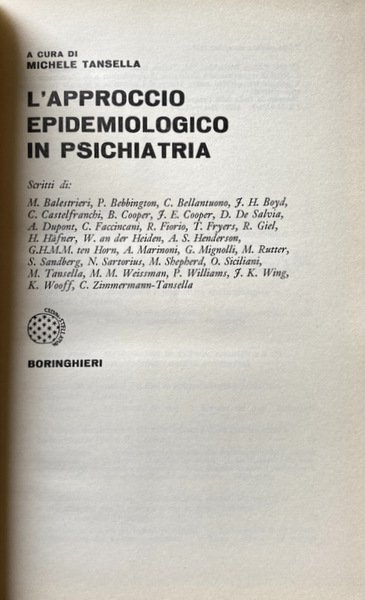 A CURA DI
MICHELE TANSELLA
L'APPROCCIO
EPIDEMIOLOGICO
IN PSICHIATRIA
Scritti di:
M. Balestrieri, P. Bebbington, C. Bellantuono, J. H. Boyd,
C. Castelfranchi, B. Cooper, J. E. Cooper, D. De Salvia,
A. Dupont, C. Faccincani, R. Fiorio, T. Fryers, R. Giel,
H. Häfner, W. an der Heiden, A. S. Henderson,
G.H.M.M. ten Horn, A. Marinoni, G. Mignolli, M. Rutter,
S. Sandberg, N. Sartorius, M. Shepherd, O. Siciliani,
M. Tansella, M. M. Weissman, P. Williams, J. K. Wing,
K. Wooff, C. Zimmermann-Tansella
BORINGHIERI